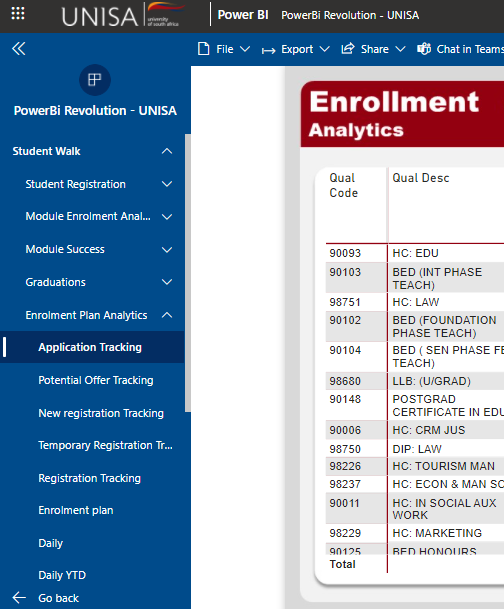 UNISA
university
of south africa
Power BI
PowerBi Revolution - UNISA
File
Export
Share
Chat in Teams
PowerBi Revolution - UNISA
Student Walk
Student Registration
Module Enrolment Anal...
Module Success
Graduations
Enrolment Plan Analytics
Application Tracking
Potential Offer Tracking
New registration Tracking
Temporary Registration Tr...
Registration Tracking
Enrolment plan
Daily
Daily YTD
Go back
Enrollment
Analytics
Qual Code
Qual Desc
90093 HC: EDU
90103 BED (INT PHASE
TEACH)
98751 HC: LAW
90102 BED (FOUNDATION
PHASE TEACH)
90104 BED ( SEN PHASE FE
TEACH)
98680 LLB: (U/GRAD)
90148 POSTGRAD
CERTIFICATE IN EDU
90006 HC: CRM JUS
98750 DIP: LAW
98226 HC: TOURISM MAN
98237 HC: ECON & MAN SC
90011 HC: IN SOCIAL AUX
WORK
98229 HC: MARKETING
90125 BED HONOURS
Total